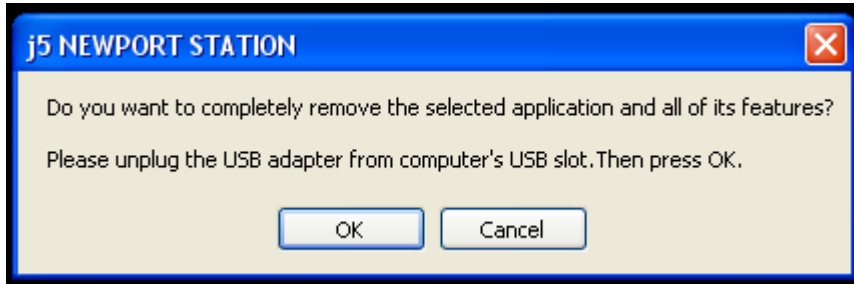 j5 NEWPORT STATION
Do you want to completely remove the selected application and all of its features?
Please unplug the USB adapter from computer's USB slot.Then press OK.
OK
Cancel